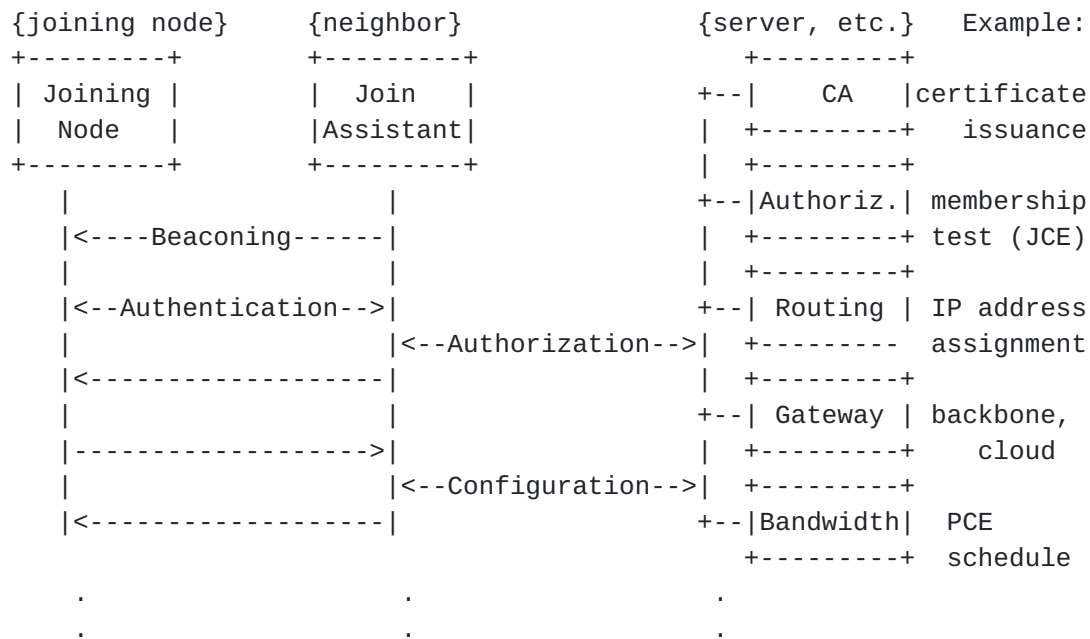 {joining node}     {neighbor}               {server, etc.}   Example:
+---------+        +---------+                 +---------+
| Joining |        |  Join   |              +--|    CA   |certificate
|  Node   |        |Assistant|              |  +---------+   issuance
+---------+        +---------+              |  +---------+
   |                    |                   +--|Authoriz.| membership
   |<----Beaconing------|                   |  +---------+ test (JCE)
   |                    |                   |  +---------+
   |<--Authentication-->|                   +--| Routing | IP address
   |                    |<--Authorization-->|  +---------  assignment
   |<-------------------|                   |  +---------+
   |                    |                   +--| Gateway | backbone,
   |------------------->|                   |  +---------+    cloud
   |                    |<--Configuration-->|  +---------+
   |<-------------------|                   +--|Bandwidth|  PCE
                                               +---------+  schedule
    .                    .                   .
    .                    .                   .